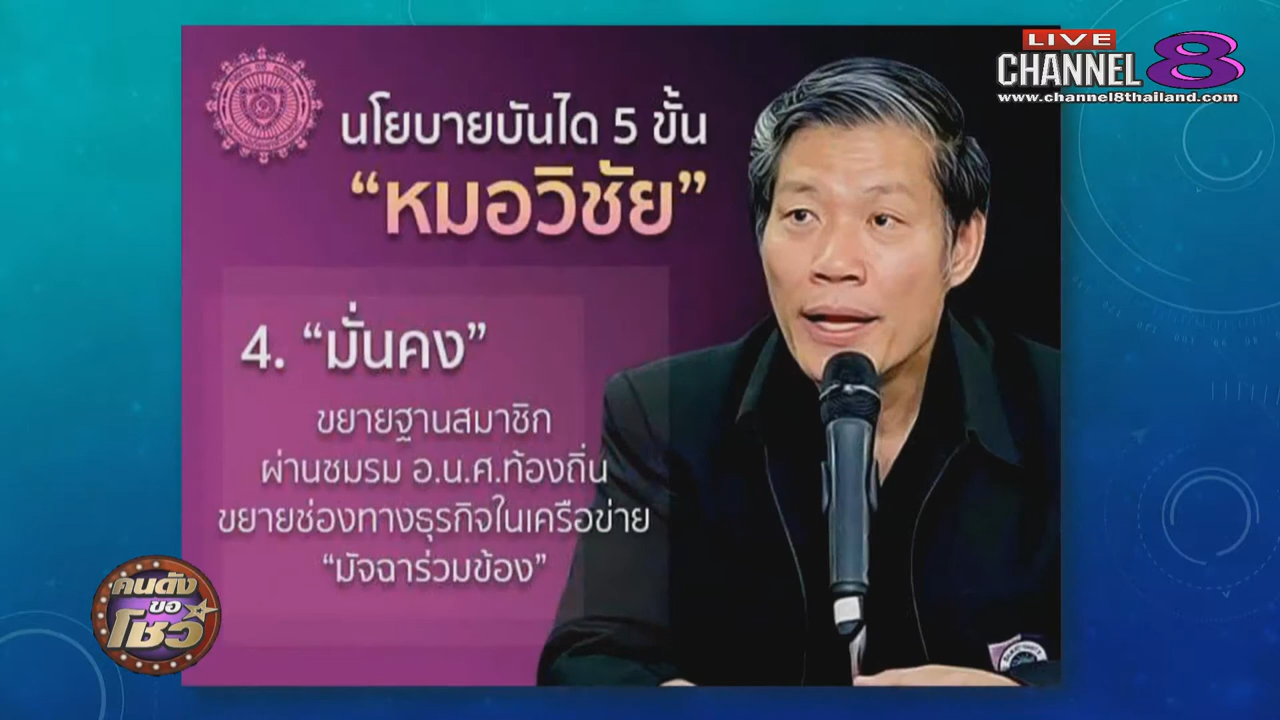 LIVE
CHANNEL 8
www.channel8thailand.com
นโยบายบันได 5 ขั้น
“หมอวิชัย”
4. “มั่นคง”
ขยายฐานสมาชิก
ผ่านชมรม อ.น.ศ.ท้องถิ่น
ขยายช่องทางธุรกิจในเครือข่าย
“มัจฉาร่วมข้อง”
คนดัง
ขอ
โชว์